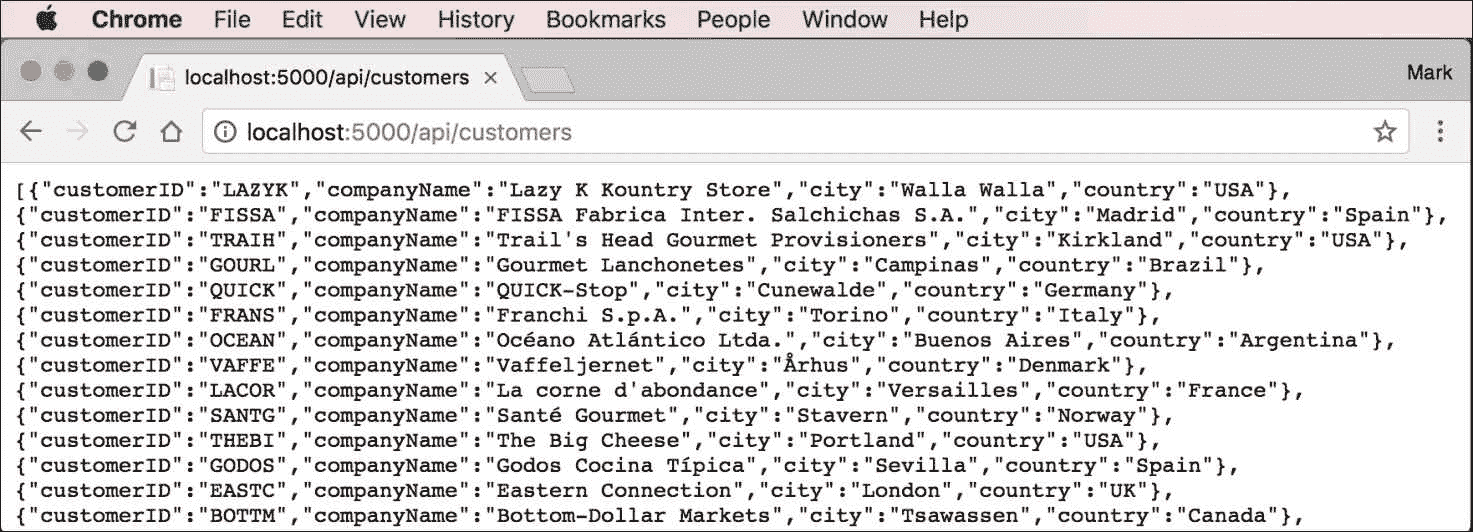 Chrome File Edit View History Bookmarks People Window Help
localhost:5000/api/customers × Mark
localhost:5000/api/customers
[{"customerID":"LAZYK","companyName":"Lazy K Kountry Store","city":"Walla Walla","country":"USA"},
{"customerID":"FISSA","companyName":"FISSA Fabrica Inter. Salchichas S.A.","city":"Madrid","country":"Spain"},
{"customerID":"TRAIH","companyName":"Trail's Head Gourmet Provisioners","city":"Kirkland","country":"USA"},
{"customerID":"GOURL","companyName":"Gourmet Lanchonetes","city":"Campinas","country":"Brazil"},
{"customerID":"QUICK","companyName":"QUICK-Stop","city":"Cunewalde","country":"Germany"},
{"customerID":"FRANS","companyName":"Franchi S.p.A.","city":"Torino","country":"Italy"},
{"customerID":"OCEAN","companyName":"Océano Atlántico Ltda.","city":"Buenos Aires","country":"Argentina"},
{"customerID":"VAFFE","companyName":"Vaffeljernet","city":"Århus","country":"Denmark"},
{"customerID":"LACOR","companyName":"La corne d'abondance","city":"Versailles","country":"France"},
{"customerID":"SANTG","companyName":"Santé Gourmet","city":"Stavern","country":"Norway"},
{"customerID":"THEBI","companyName":"The Big Cheese","city":"Portland","country":"USA"},
{"customerID":"GODOS","companyName":"Godos Cocina Típica","city":"Sevilla","country":"Spain"},
{"customerID":"EASTC","companyName":"Eastern Connection","city":"London","country":"UK"},
{"customerID":"BOTTM","companyName":"Bottom-Dollar Markets","city":"Tsawassen","country":"Canada"},